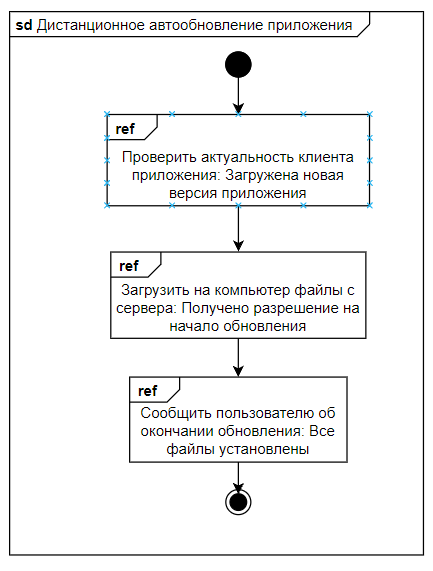 sd Дистанционное автообновление приложения
ref
Проверить актуальность клиента
приложения: Загружена новая
версия приложения
ref
Загрузить на компьютер файлы с
сервера: Получено разрешение на
начало обновления
ref
Сообщить пользователю об
окончании обновления: Все
файлы установлены